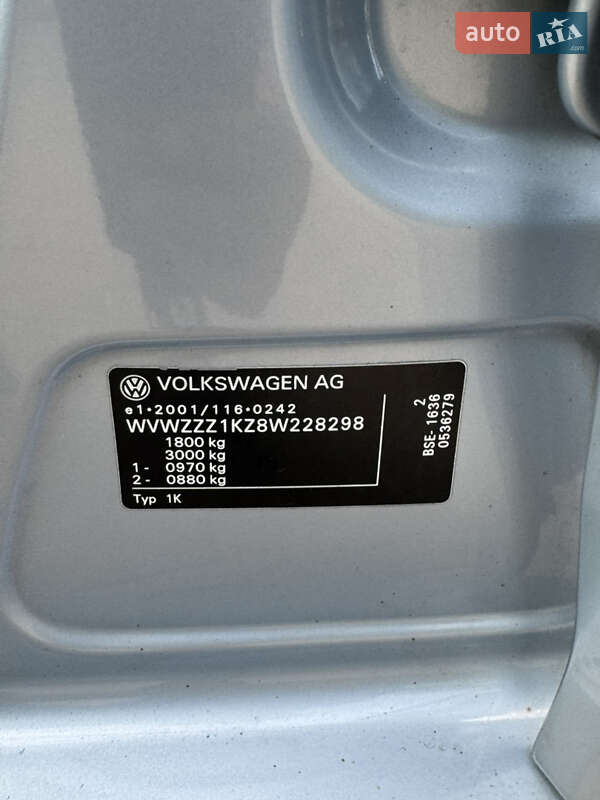 auto RIA.com
VOLKSWAGEN AG
e1•2001/116•0242
WVWZZZ1KZ8W228298
1800 kg
3000 kg
1 - 0970 kg
2 - 0880 kg
Typ 1K
2
BSE- 1636
0536279